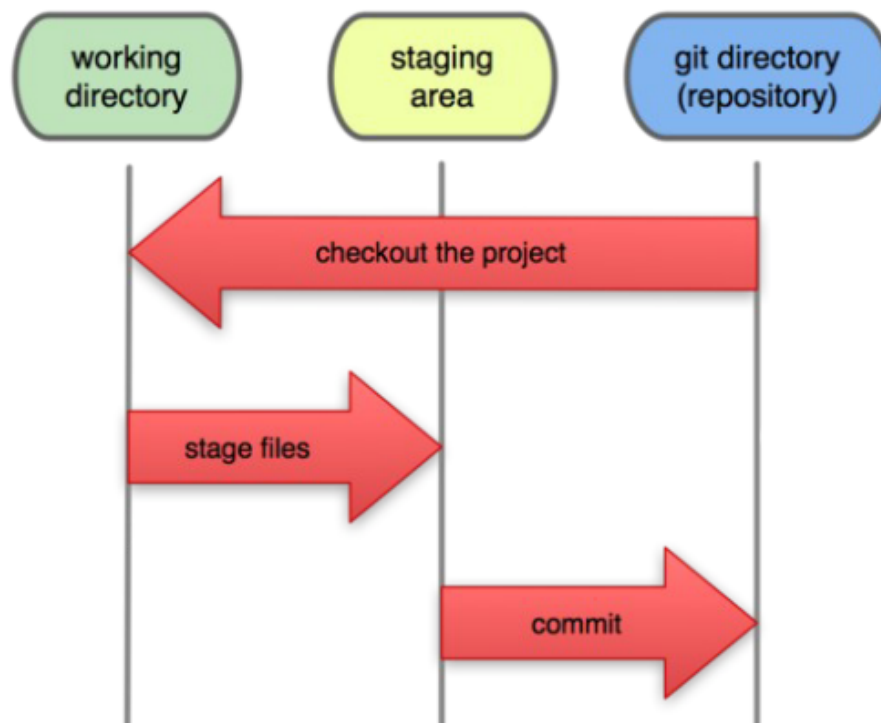 working
directory
staging
area
git directory
(repository)
checkout the project
stage files
commit